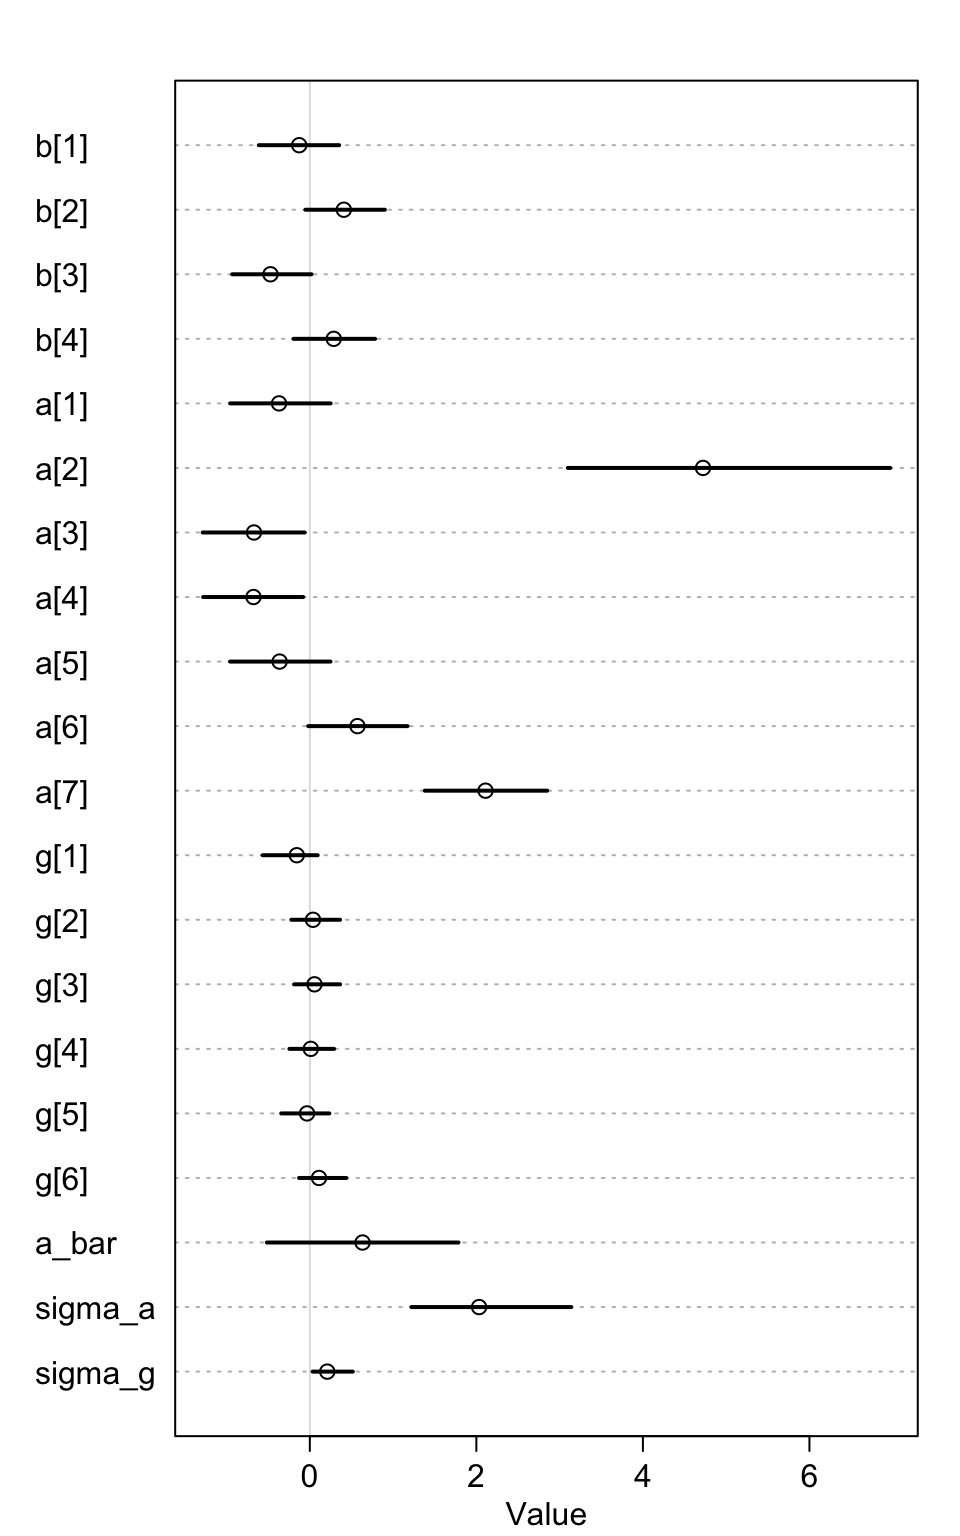 b[1]
b[2]
b[3]
b[4]
a[1]
a[2]
a[3]
a[4]
a[5]
a[6]
a[7]
g[1]
g[2]
g[3]
g[4]
g[5]
g[6]
a_bar
sigma_a
sigma_g
0 2 4 6
Value